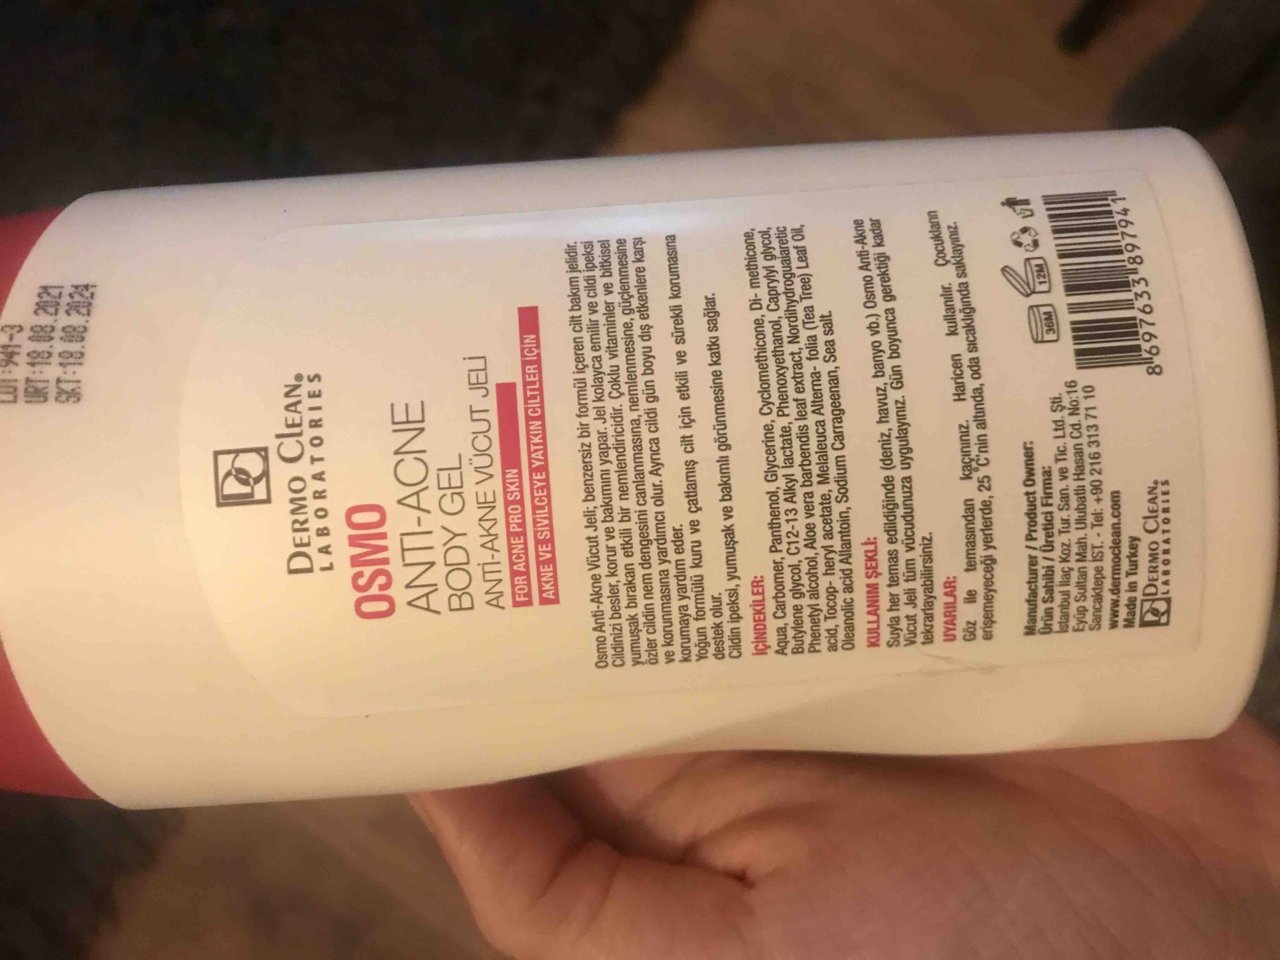 LOT:941-3
ÜRT:18.08.2021
SKT:18.08.2024
DC
DERMO CLEAN®
LABORATORIES
OSMO
ANTI-ACNE
BODY GEL
ANTİ-AKNE VÜCUT JELİ
FOR ACNE PRO SKIN
AKNE VE SİVİLCEYE YATKIN CİLTLER İÇİN
Osmo Anti-Akne Vücut Jeli; benzersiz bir formül içeren cilt bakım jelidir.
Cildinizi besler, korur ve bakımını yapar. Jel kolayca emilir ve cildi ipeksi
yumuşak bırakan etkili bir nemlendiricidir. Çoklu vitaminler ve bitkisel
özler cildin nem dengesini canlanmasına, nemlenmesine, güçlemesine
ve korumasına yardımcı olur. Ayrıca cildi gün boyu dış etkenlere karşı
korumaya yardım eder.
Yoğun formülü kuru ve çatlamış cilt için etkili ve sürekli korumasına
destek olur.
Cildin ipeksi, yumuşak ve bakımlı görünmesine katkı sağlar.
İÇİNDEKİLER:
Aqua, Carbomer, Panthenol, Glycerine, Cyclomethicone, Di- methicone,
Butylene glycol, C12-13 Alkyl lactate, Phenoxyethanol, Caprylyl glycol,
Phenetyl alcohol, Aloe vera barbendis leaf extract, Nordihydroguaiaretic
acid, Tocop- heryl acetate, Melaleuca Alterna- folia (Tea Tree) Leaf Oil,
Oleanolic acid Allantoin, Sodium Carrageenan, Sea salt.
KULLANIM ŞEKLİ:
Suyla her temas edildiğinde (deniz, havuz, banyo vb.) Osmo Anti-Akne
Vücut Jeli tüm vücudunuza uygulayınız. Gün boyunca gerektiği kadar
tekrarlayabilirsiniz.
UYARILAR:
Göz ile temasından kaçınınız. Haricen kullanılır. Çocukların
erişemeyeceği yerlerde, 25 °C'nin altında, oda sıcaklığında saklayınız.
Manufacturer / Product Owner:
Ürün Sahibi / Üretici Firma:
İstanbul İlaç Koz. Tur. San. ve Tic. Ltd. Şti.
Eyüp Sultan Mah. Ulubatlı Hasan Cd. No:16
Sancaktepe İST. - Tel: +90 216 313 71 10
www.dermoclean.com
Made in Turkey
DC DERMO CLEAN®
LABORATORIES
36M
12M
8 697633 897941